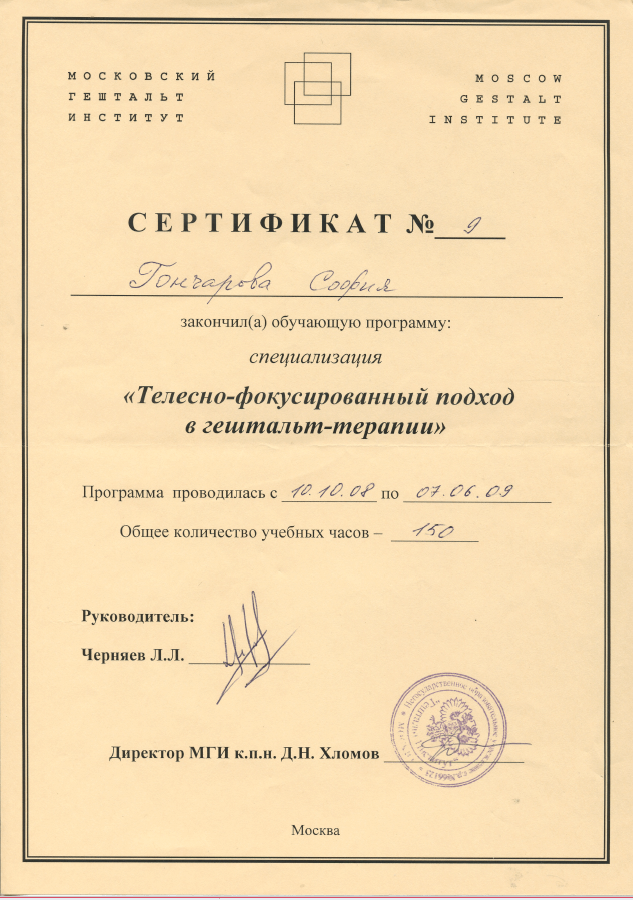 МОСКОВСКИЙ
ГЕШТАЛЬТ
ИНСТИТУТ
MOSCOW
GESTALT
INSTITUTE
СЕРТИФИКАТ № 9
Гончарова София
закончил(а) обучающую программу:
специализация
«Телесно-фокусированный подход
в гештальт-терапии»
Программа проводилась с 10.10.08 по 07.06.09
Общее количество учебных часов – 150
Руководитель:
Черняев Л.Л.
Директор МГИ к.п.н. Д.Н. Хломов
Москва